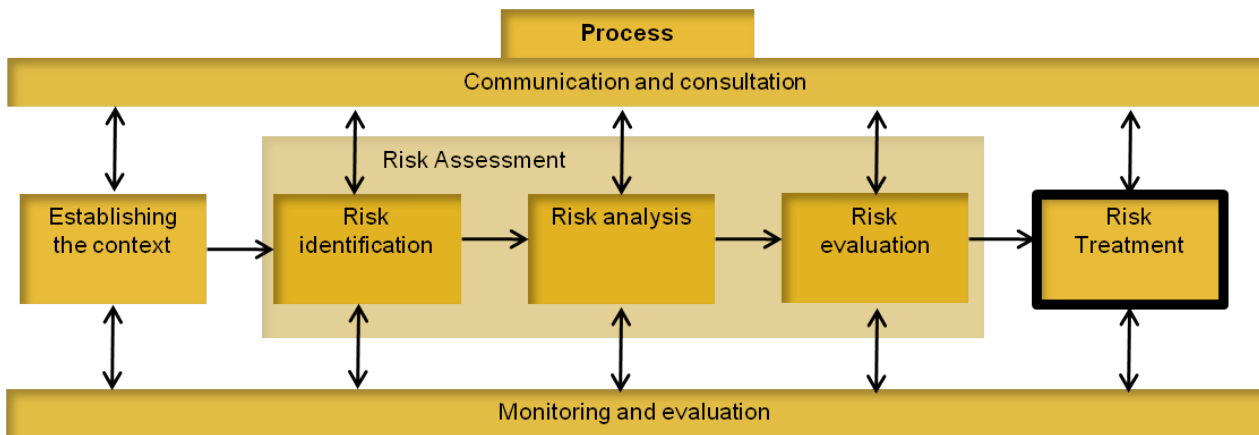 Process
Communication and consultation
Risk Assessment
Establishing
the context
Risk
identification
Risk analysis
Risk
evaluation
Risk
Treatment
Monitoring and evaluation